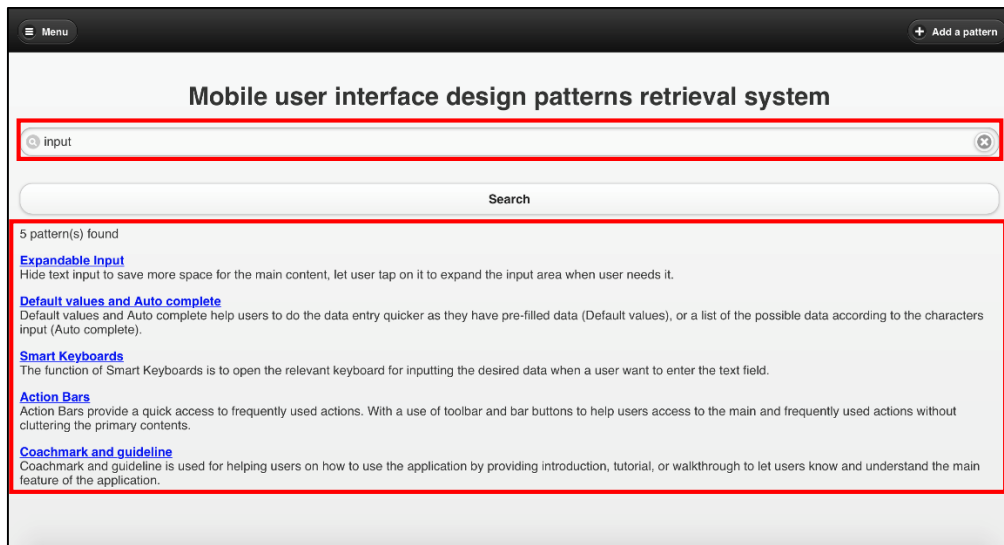 Menu
Add a pattern
Mobile user interface design patterns retrieval system
input
Search
5 pattern(s) found
Expandable Input
Hide text input to save more space for the main content, let user tap on it to expand the input area when user needs it.
Default values and Auto complete
Default values and Auto complete help users to do the data entry quicker as they have pre-filled data (Default values), or a list of the possible data according to the characters
input (Auto complete).
Smart Keyboards
The function of Smart Keyboards is to open the relevant keyboard for inputting the desired data when a user want to enter the text field.
Action Bars
Action Bars provide a quick access to frequently used actions. With a use of toolbar and bar buttons to help users access to the main and frequently used actions without
cluttering the primary contents.
Coachmark and guideline
Coachmark and guideline is used for helping users on how to use the application by providing introduction, tutorial, or walkthrough to let users know and understand the main
feature of the application.